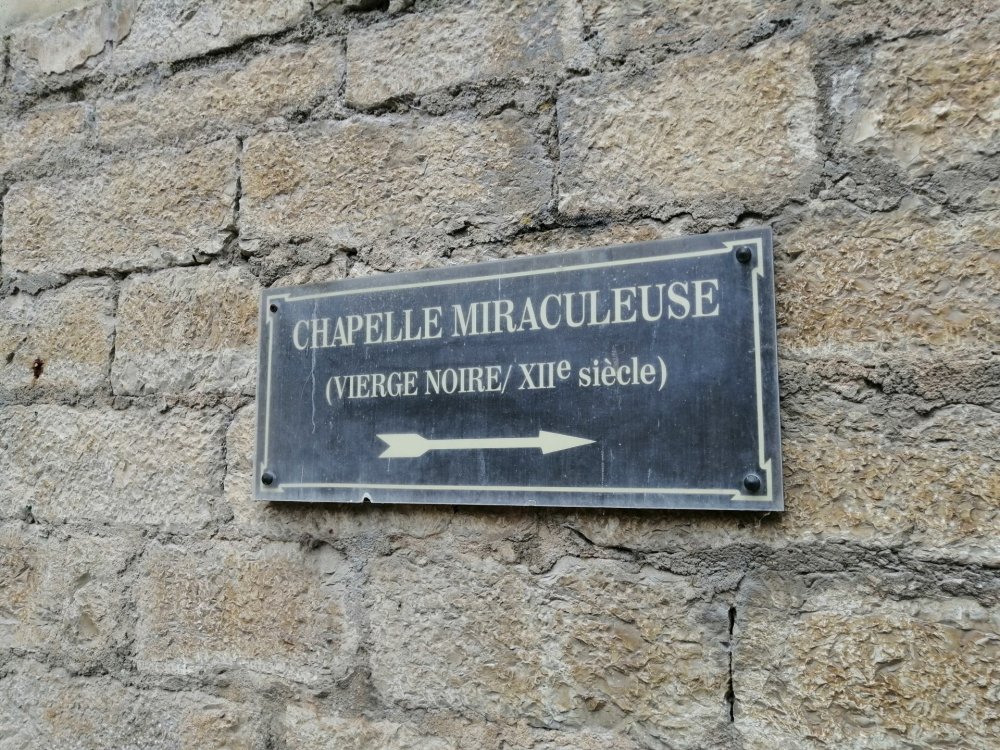 CHAPELLE MIRACULEUSE
(VIERGE NOIRE/ XIIe siècle)